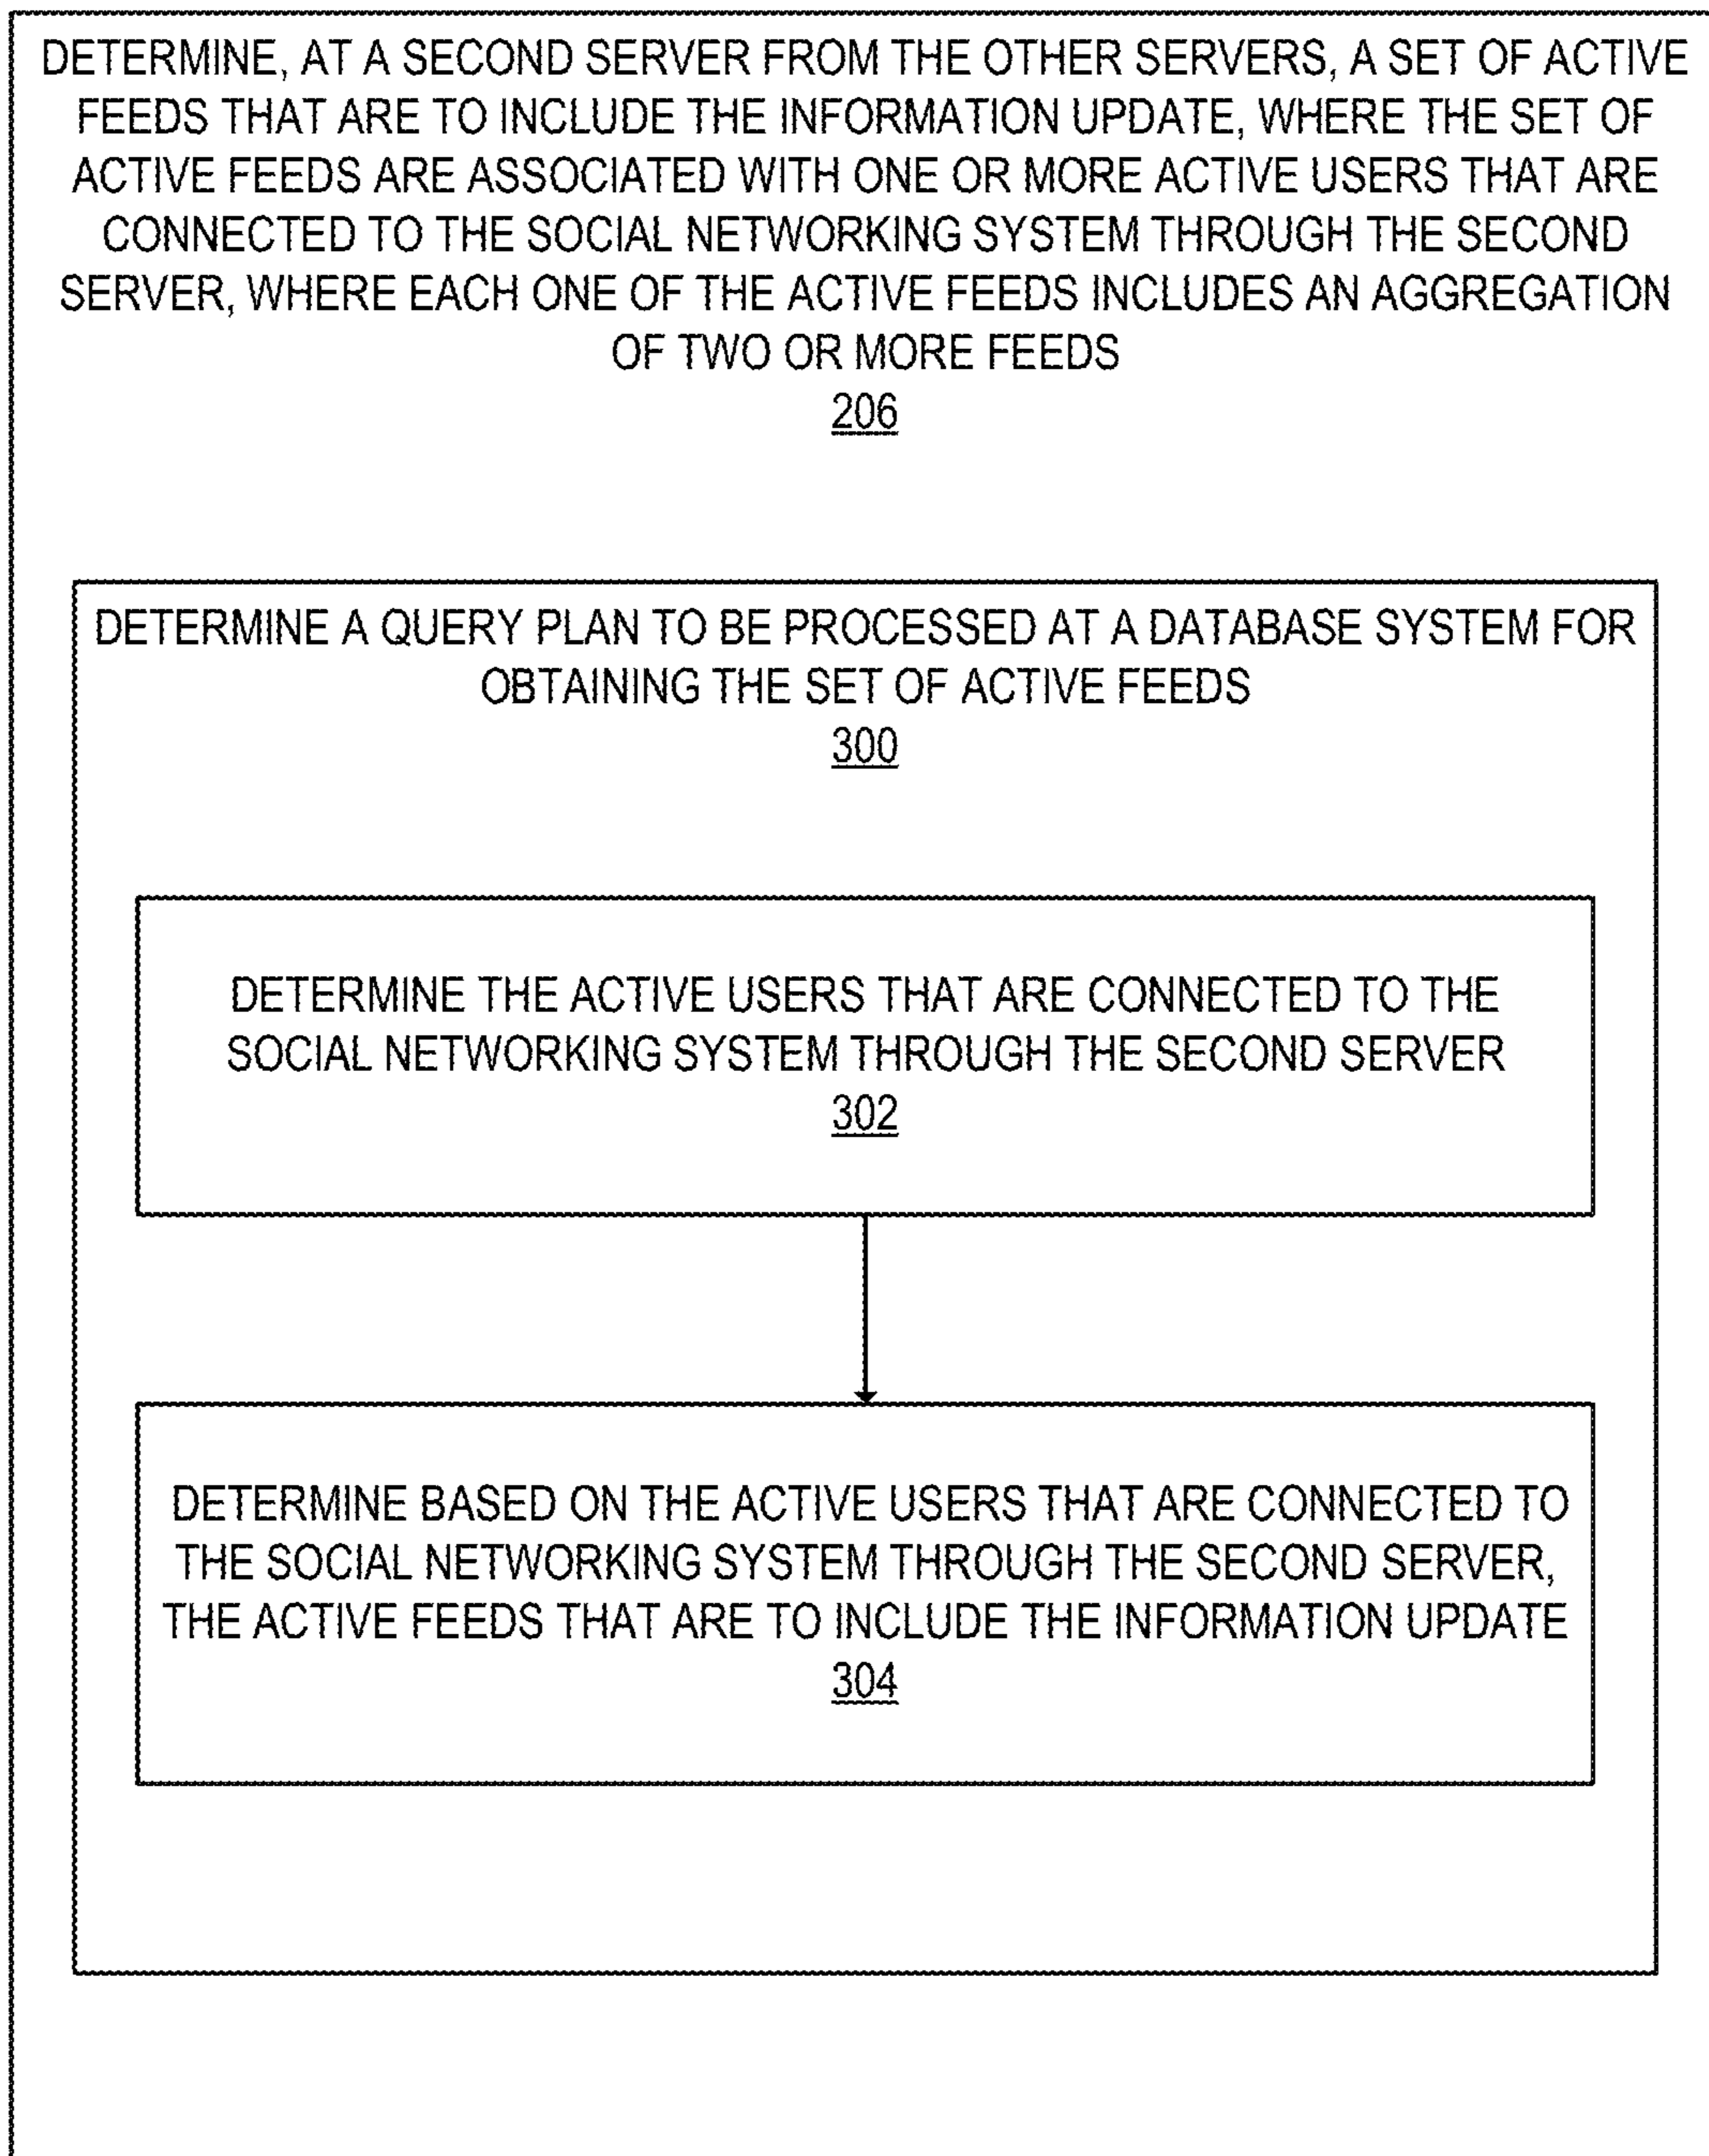 DETERMINE, AT A SECOND SERVER FROM THE OTHER SERVERS, A SET OF ACTIVE
FEEDS THAT ARE TO INCLUDE THE INFORMATION UPDATE, WHERE THE SET OF
ACTIVE FEEDS ARE ASSOCIATED WITH ONE OR MORE ACTIVE USERS THAT ARE
CONNECTED TO THE SOCIAL NETWORKING SYSTEM THROUGH THE SECOND
SERVER, WHERE EACH ONE OF THE ACTIVE FEEDS INCLUDES AN AGGREGATION
OF TWO OR MORE FEEDS
206
DETERMINE A QUERY PLAN TO BE PROCESSED AT A DATABASE SYSTEM FOR
OBTAINING THE SET OF ACTIVE FEEDS
300
DETERMINE THE ACTIVE USERS THAT ARE CONNECTED TO THE
SOCIAL NETWORKING SYSTEM THROUGH THE SECOND SERVER
302
DETERMINE BASED ON THE ACTIVE USERS THAT ARE CONNECTED TO
THE SOCIAL NETWORKING SYSTEM THROUGH THE SECOND SERVER,
THE ACTIVE FEEDS THAT ARE TO INCLUDE THE INFORMATION UPDATE
304